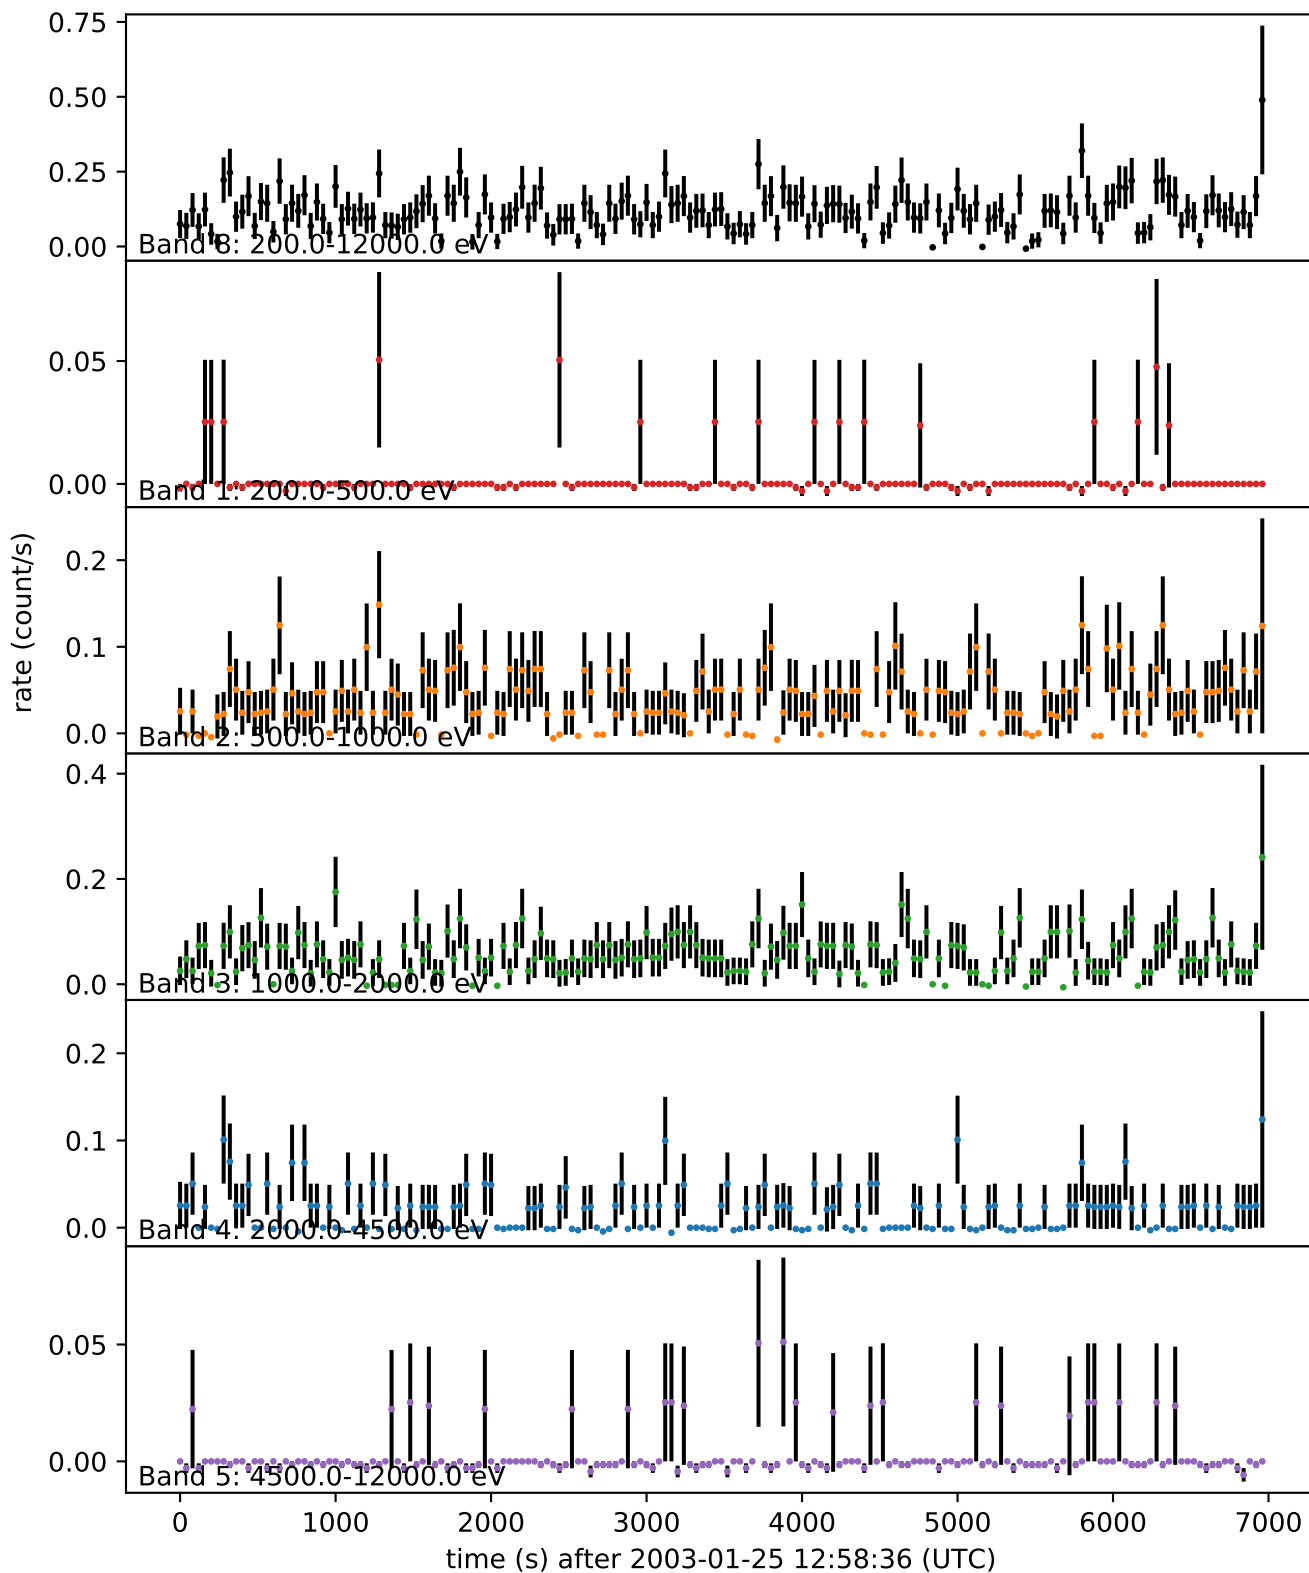 0.75
0.50
0.25
0.00
Band 8: 200.0-12000.0 eV
0.05
0.00
Band 1: 200.0-500.0 eV
rate (count/s)
0.2
0.1
0.0
Band 2: 500.0-1000.0 eV
0.4
0.2
0.0
Band 3: 1000.0-2000.0 eV
0.2
0.1
0.0
Band 4: 2000.0-4500.0 eV
0.05
0.00
Band 5: 4500.0-12000.0 eV
0 1000 2000 3000 4000 5000 6000 7000
time (s) after 2003-01-25 12:58:36 (UTC)